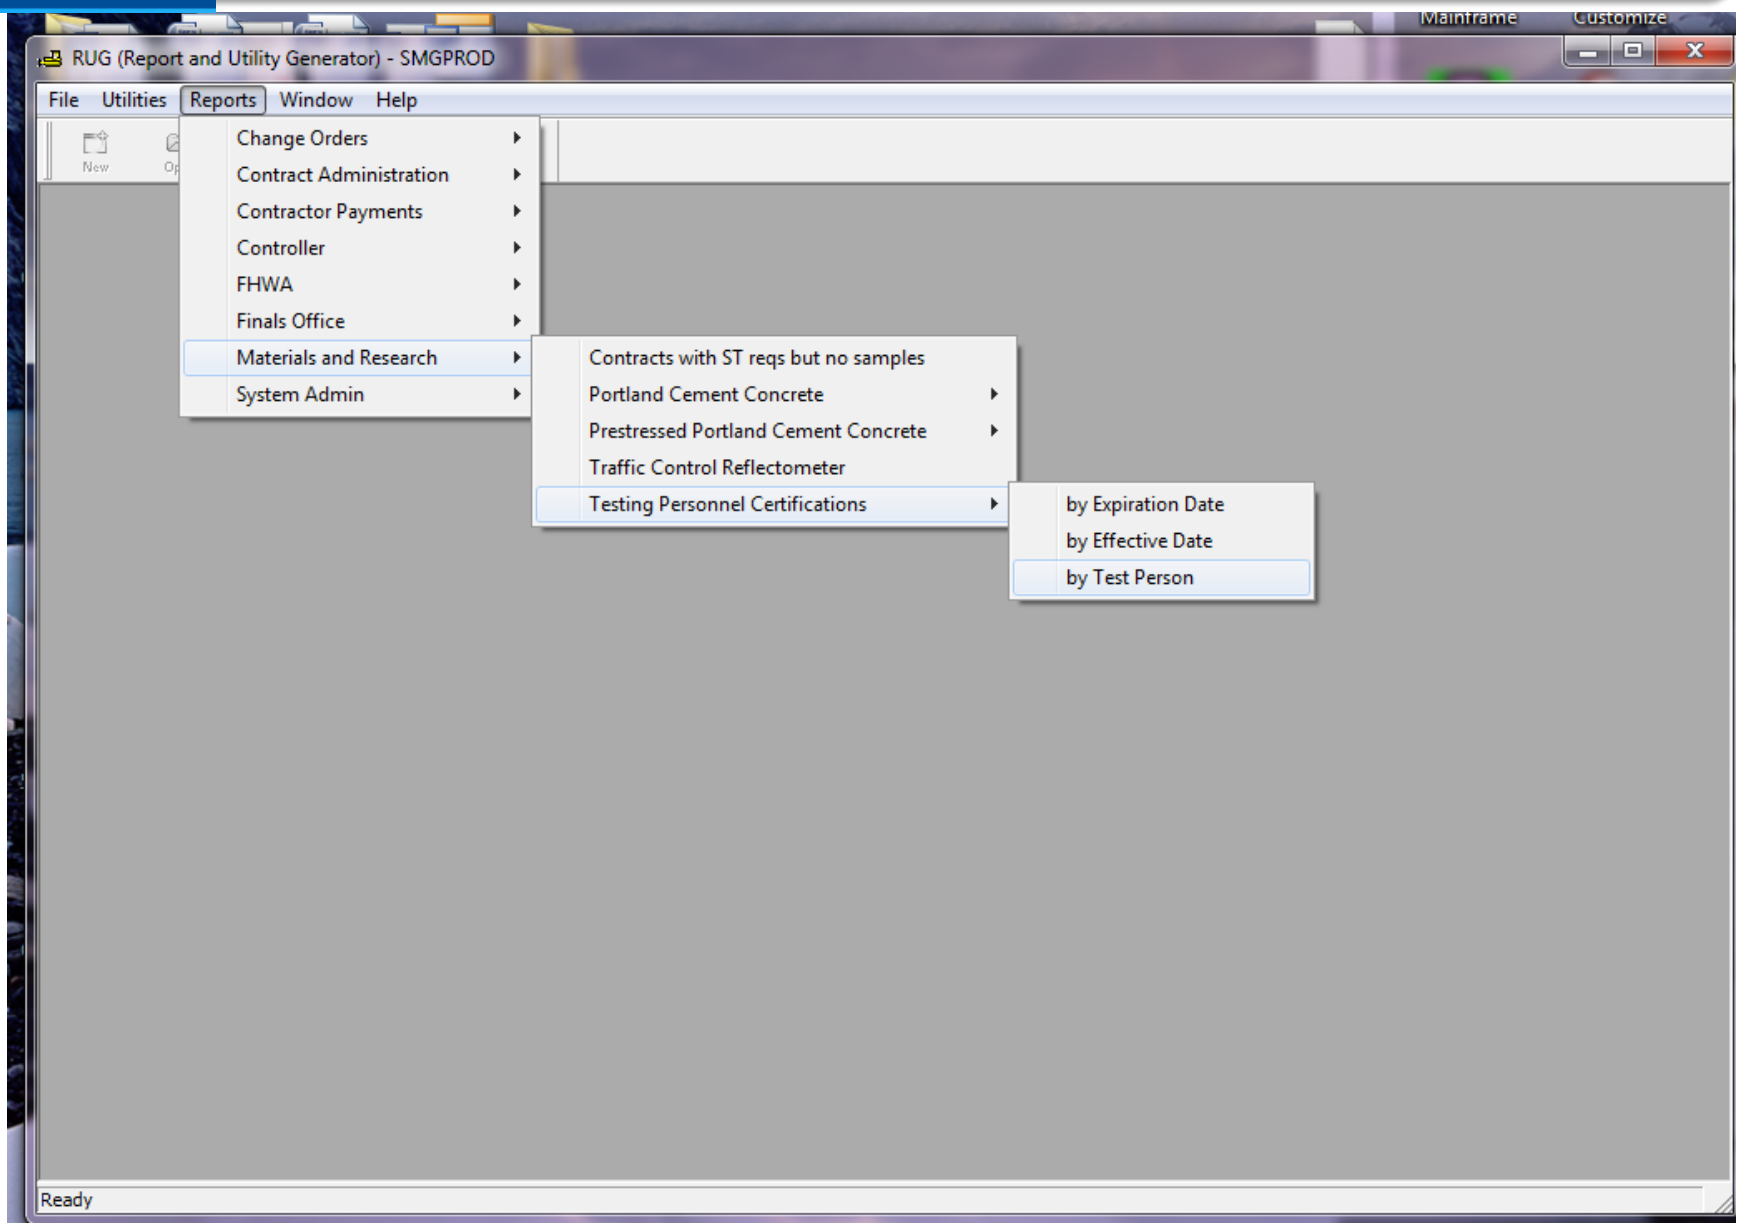 Mainframe Customize
RUG (Report and Utility Generator) - SMGPROD
File Utilities Reports Window Help
New
Change Orders
Contract Administration
Contractor Payments
Controller
FHWA
Finals Office
Materials and Research
System Admin
Contracts with ST reqs but no samples
Portland Cement Concrete
Prestressed Portland Cement Concrete
Traffic Control Reflectometer
Testing Personnel Certifications
by Expiration Date
by Effective Date
by Test Person
Ready